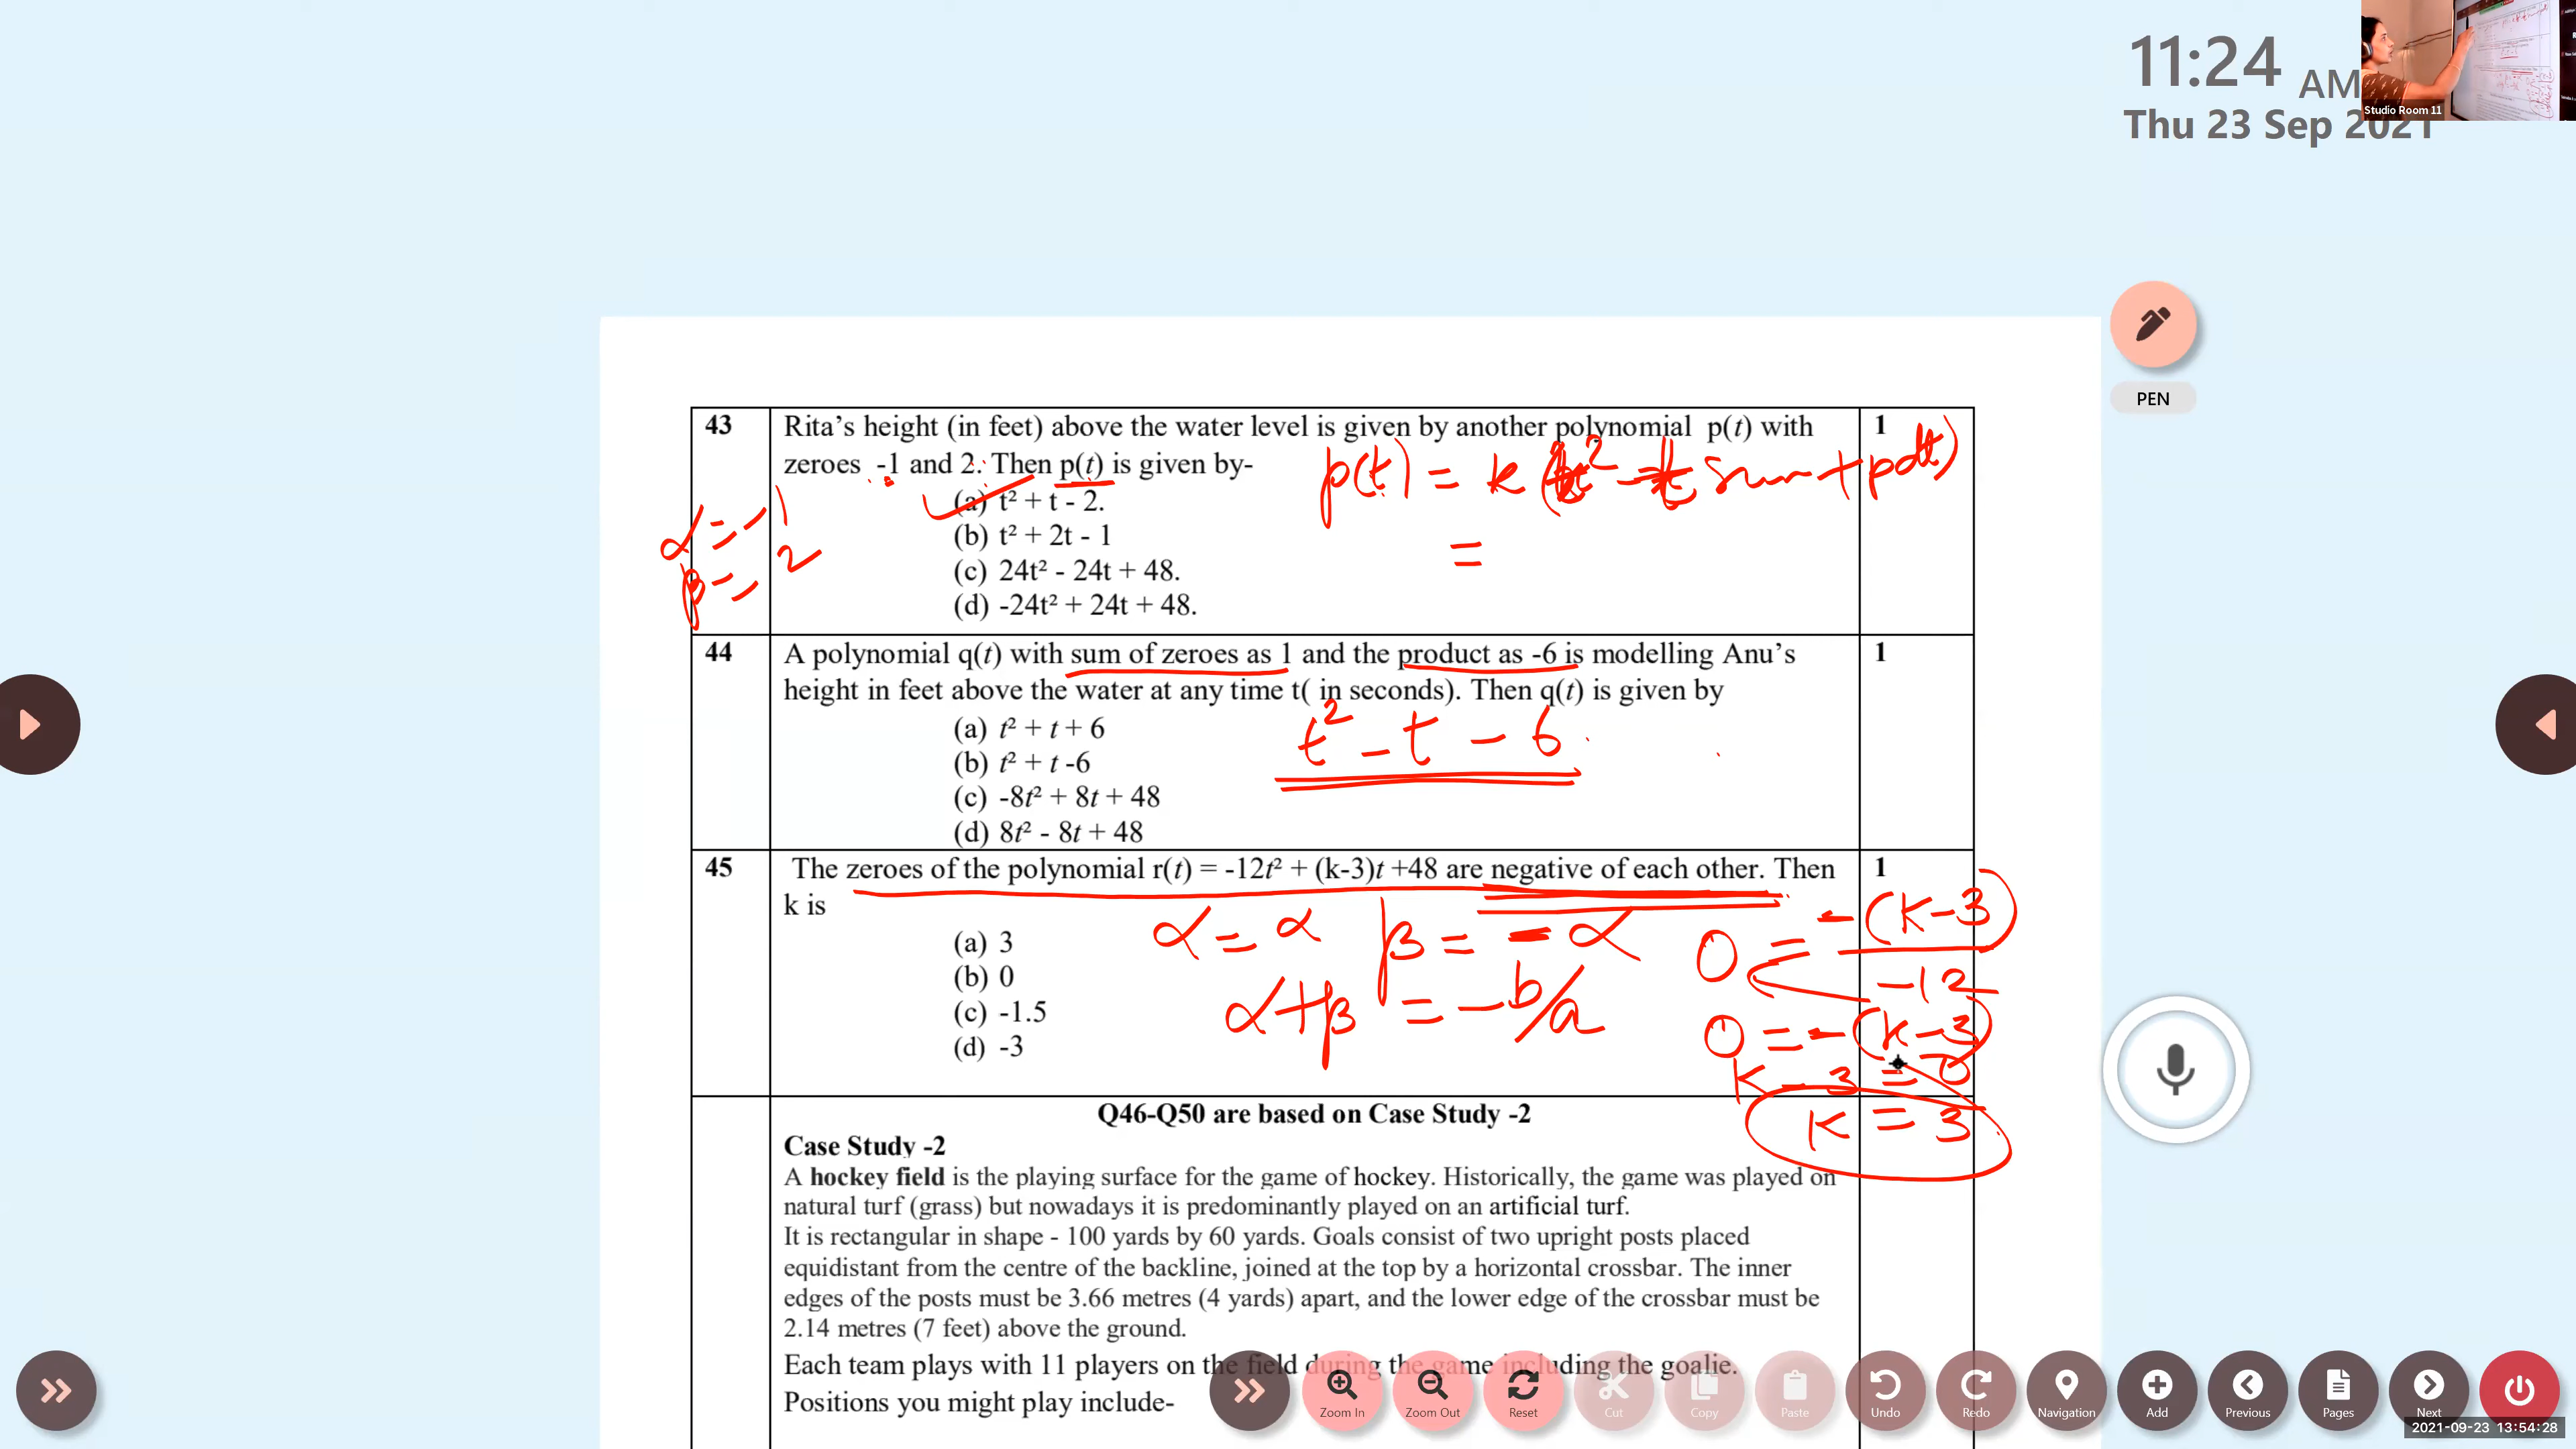 11:24 AM
Thu 23 Sep 2021
Studio Room 11
PEN
43 Rita’s height (in feet) above the water level is given by another polynomial p(t) with 1
zeroes -1 and 2. Then p(t) is given by-
p(t) = k (t² - t sum + pdt)
(a) t² + t - 2.
=
(b) t² + 2t - 1
(c) 24t² - 24t + 48.
(d) -24t² + 24t + 48.
α = -1
β = 2
44 A polynomial q(t) with sum of zeroes as 1 and the product as -6 is modelling Anu’s 1
height in feet above the water at any time t( in seconds). Then q(t) is given by
(a) t² + t + 6
t² - t - 6
(b) t² + t -6
(c) -8t² + 8t + 48
(d) 8t² - 8t + 48
45 The zeroes of the polynomial r(t) = -12t² + (k-3)t +48 are negative of each other. Then 1
k is
(a) 3
(b) 0
(c) -1.5
(d) -3
α = α β = -α
α+β = -b/a
0 = -(k-3)
-12
0 = -(k-3)
k - 3 = 0
k = 3
Q46-Q50 are based on Case Study -2
Case Study -2
A hockey field is the playing surface for the game of hockey. Historically, the game was played on
natural turf (grass) but nowadays it is predominantly played on an artificial turf.
It is rectangular in shape - 100 yards by 60 yards. Goals consist of two upright posts placed
equidistant from the centre of the backline, joined at the top by a horizontal crossbar. The inner
edges of the posts must be 3.66 metres (4 yards) apart, and the lower edge of the crossbar must be
2.14 metres (7 feet) above the ground.
Each team plays with 11 players on the field during the game including the goalie.
Positions you might play include-
Zoom In Zoom Out Reset Cut Copy Paste Undo Redo Navigation Add Previous Pages Next
2021-09-23 13:54:28